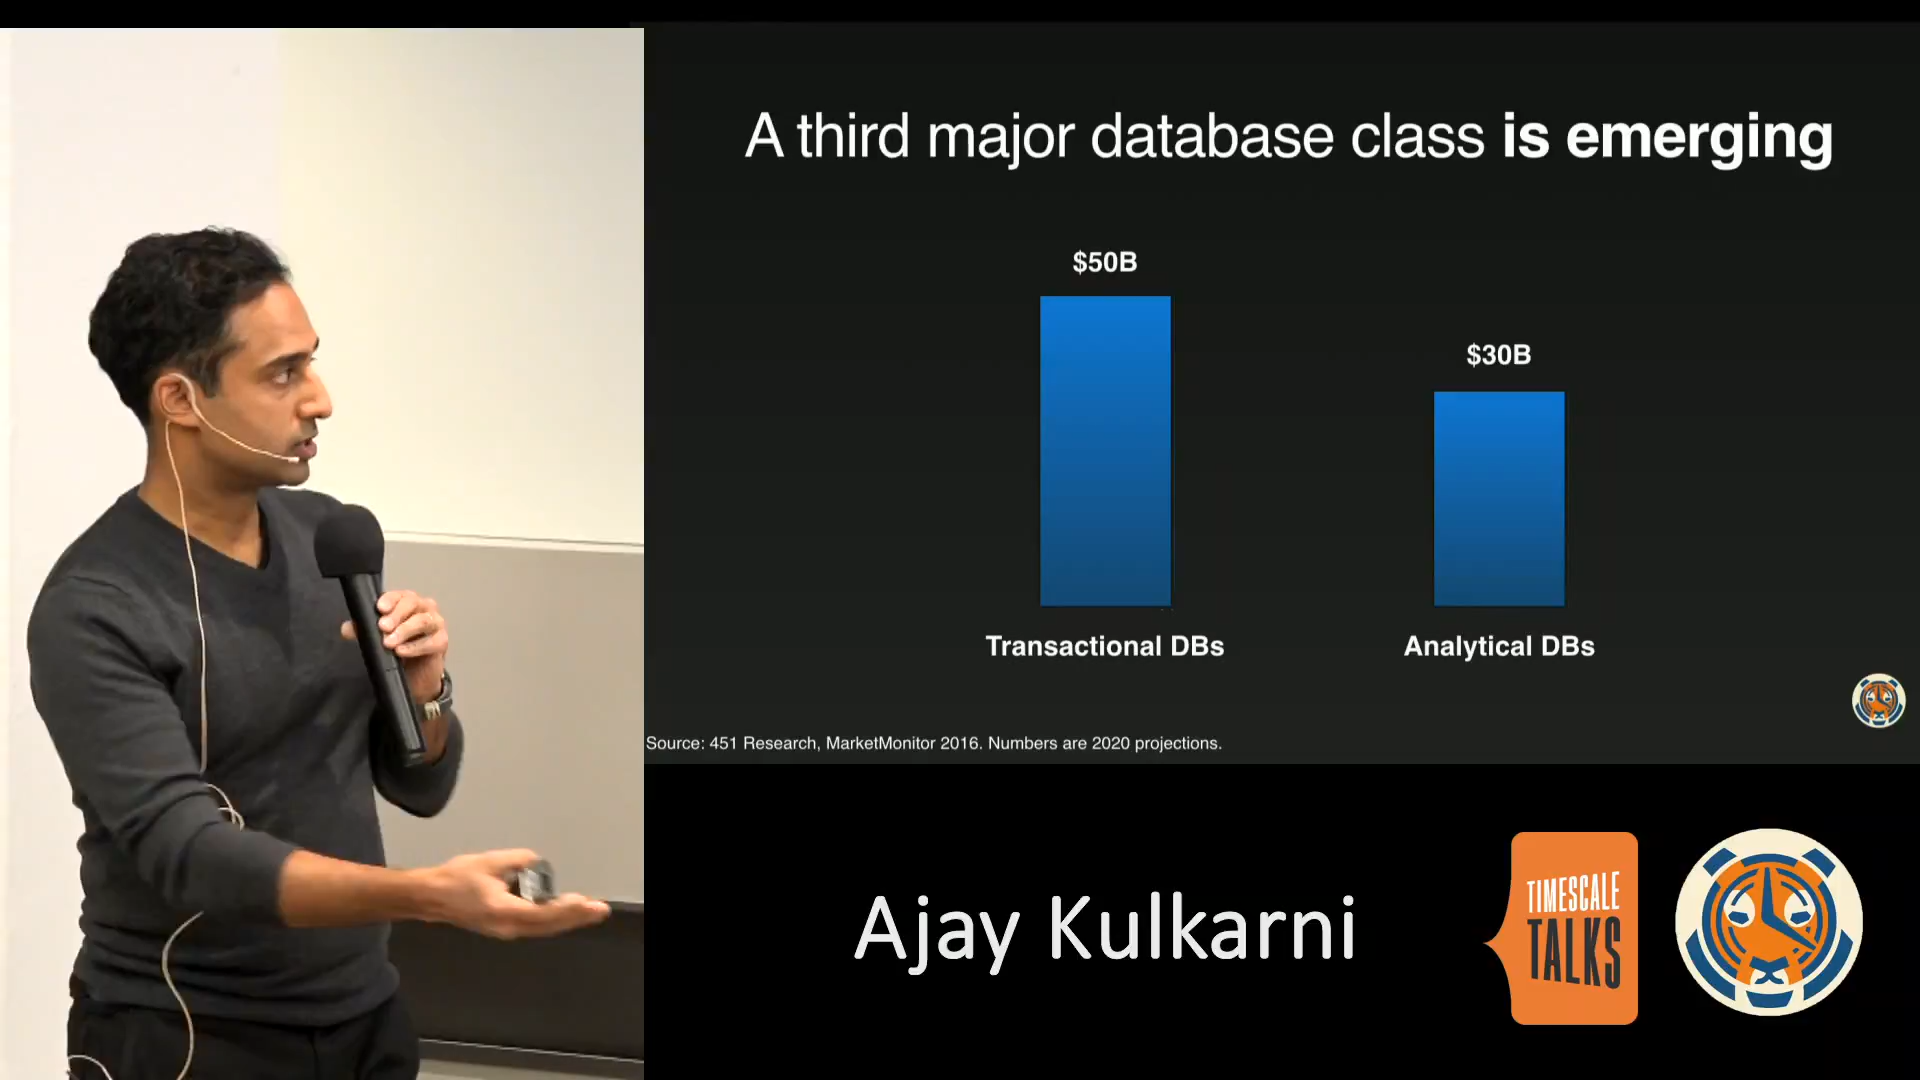 A third major database class is emerging
$50B
$30B
Transactional DBs
Analytical DBs
Source: 451 Research, MarketMonitor 2016. Numbers are 2020 projections.
Ajay Kulkarni
TIMESCALE
TALKS